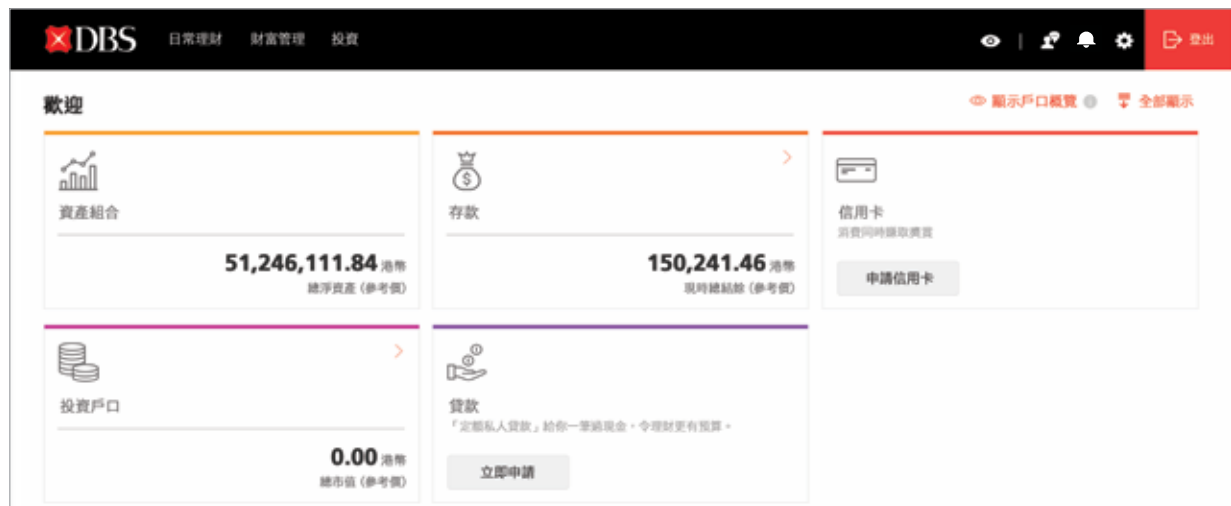 DBS 日常理財 財富管理 投資 登出
歡迎 顯示戶口概覽 全部顯示
資產組合
51,246,111.84 港幣
總淨資產 (參考價)
存款
150,241.46 港幣
現時總結餘 (參考價)
信用卡
消費同時賺取獎賞
申請信用卡
投資戶口
0.00 港幣
總市值 (參考價)
貸款
「定額私人貸款」給你一筆過現金，令理財更有預算。
立即申請